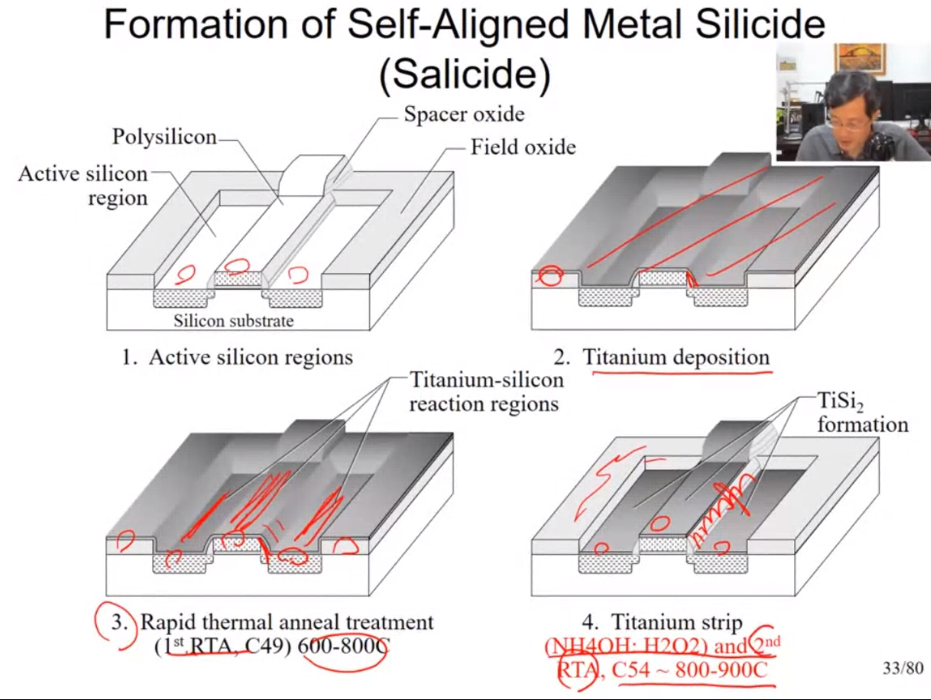 Formation of Self-Aligned Metal Silicide
(Salicide)
Spacer oxide
Polysilicon
Field oxide
Active silicon
region
Silicon substrate
1. Active silicon regions
2. Titanium deposition
Titanium-silicon
reaction regions
TiSi2
formation
3. Rapid thermal anneal treatment
(1st RTA, C49) 600-800C
4. Titanium strip
(NH4OH: H2O2) and 2nd
RTA, C54 ~ 800-900C
33/80